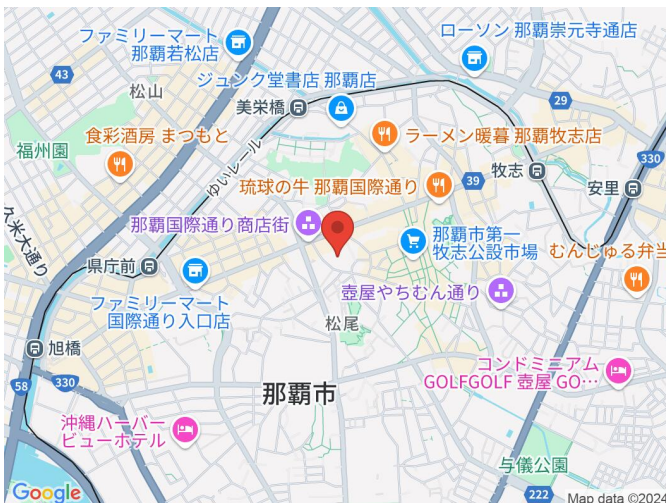 ファミリーマート
那覇若松店
ローソン 那覇崇元寺通店
43
松山
ジュンク堂書店 那覇店
美栄橋
29
福州園
食彩酒房 まつもと
ラーメン暖暮 那覇牧志店
330
ゆいレール
牧志
琉球の牛 那覇国際通り
39
安里
久米大通り
那覇国際通り商店街
那覇市第一
牧志公設市場
むんじゅる弁当
県庁前
ファミリーマート
国際通り入口店
壺屋やちむん通り
松尾
旭橋
コンドミニアム
GOLFGOLF 壺屋 GO…
58
330
那覇市
沖縄ハーバー
ビューホテル
与儀公園
222
Google
Map data ©2024